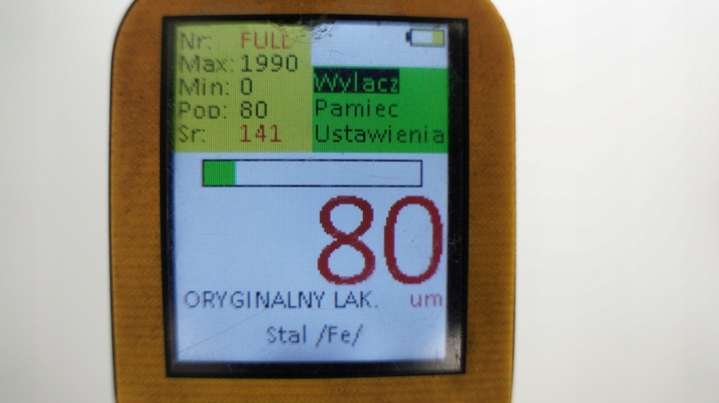 Nr: FULL
Max: 1990
Min: 0
Pop: 80
Sr: 141
Wylacz
Pamiec
Ustawienia
80
ORYGINALNY LAK. um
Stal /Fe/